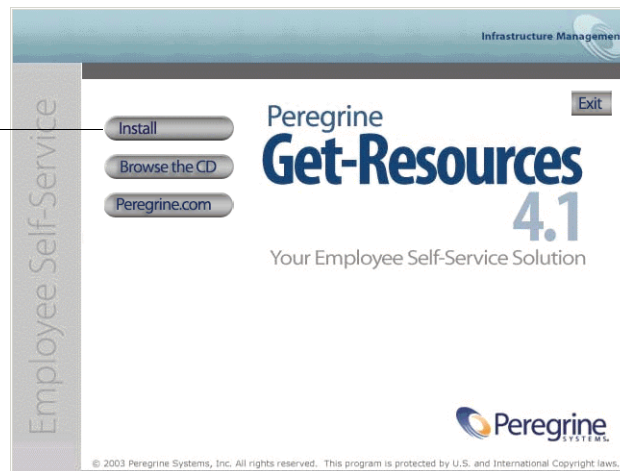 Infrastructure Managemen
Employee Self-Service
Install
Browse the CD
Peregrine.com
Exit
Peregrine
Get-Resources
4.1
Your Employee Self-Service Solution
Peregrine
SYSTEMS
© 2003 Peregrine Systems, Inc. All rights reserved. This program is protected by U.S. and International Copyright laws.